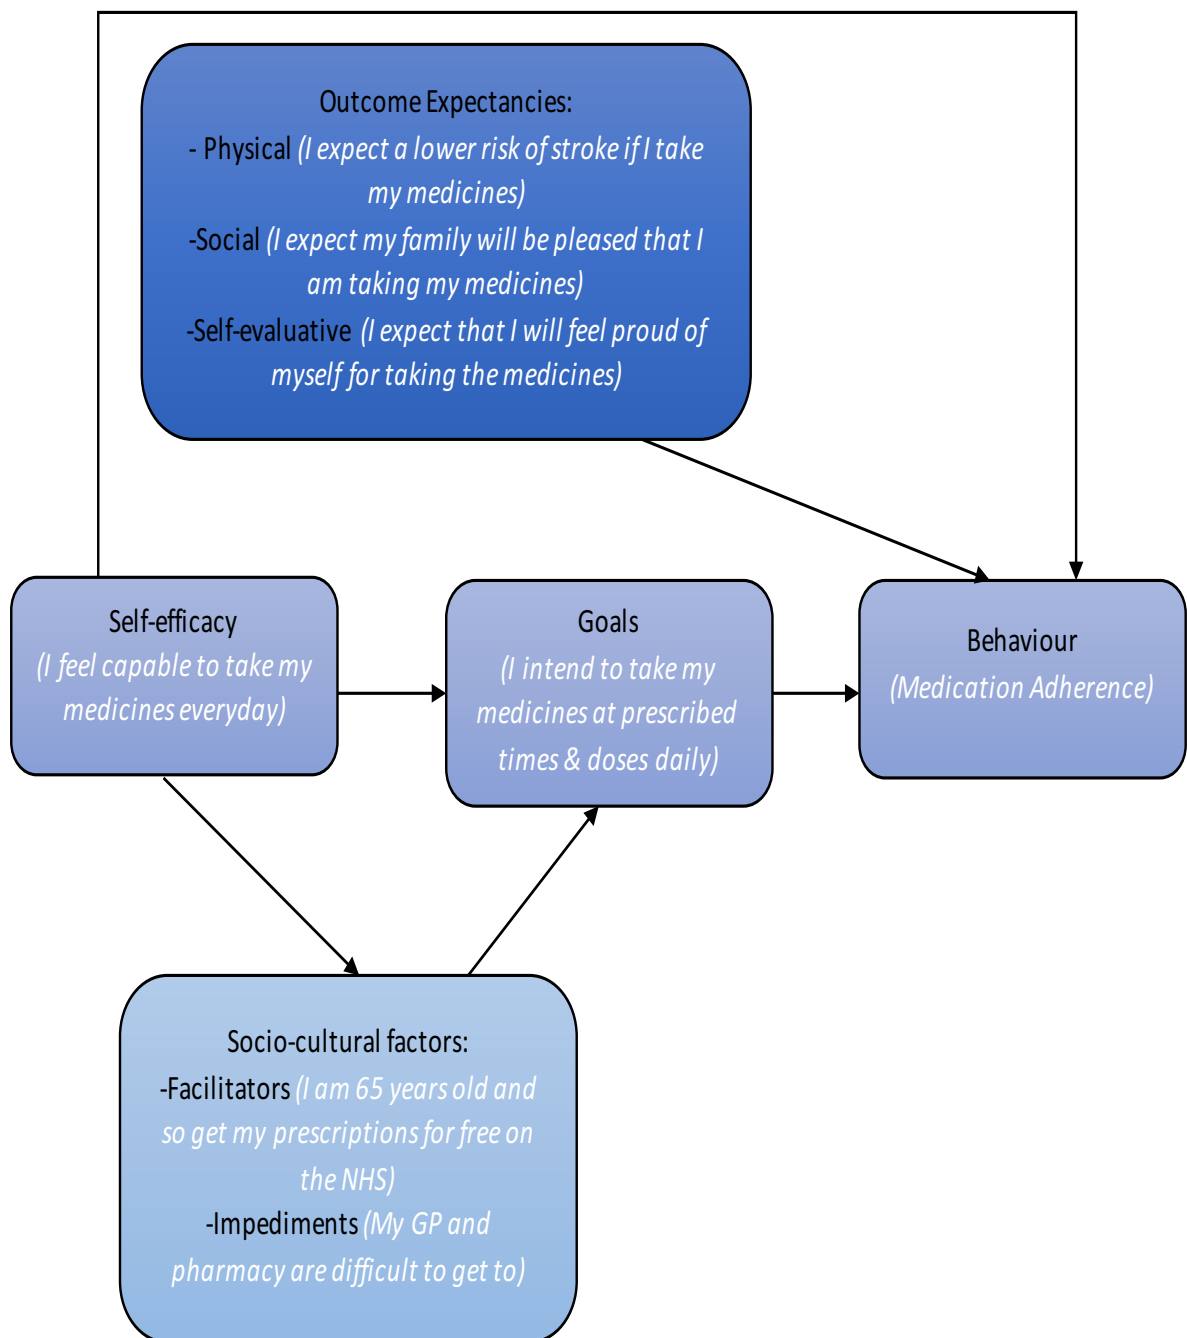 Outcome Expectancies:
- Physical (I expect a lower risk of stroke if I take
my medicines)
-Social (I expect my family will be pleased that I
am taking my medicines)
-Self-evaluative (I expect that I will feel proud of
myself for taking the medicines)
Self-efficacy
(I feel capable to take my
medicines everyday)
Goals
(I intend to take my
medicines at prescribed
times & doses daily)
Behaviour
(Medication Adherence)
Socio-cultural factors:
-Facilitators (I am 65 years old and
so get my prescriptions for free on
the NHS)
-Impediments (My GP and
pharmacy are difficult to get to)